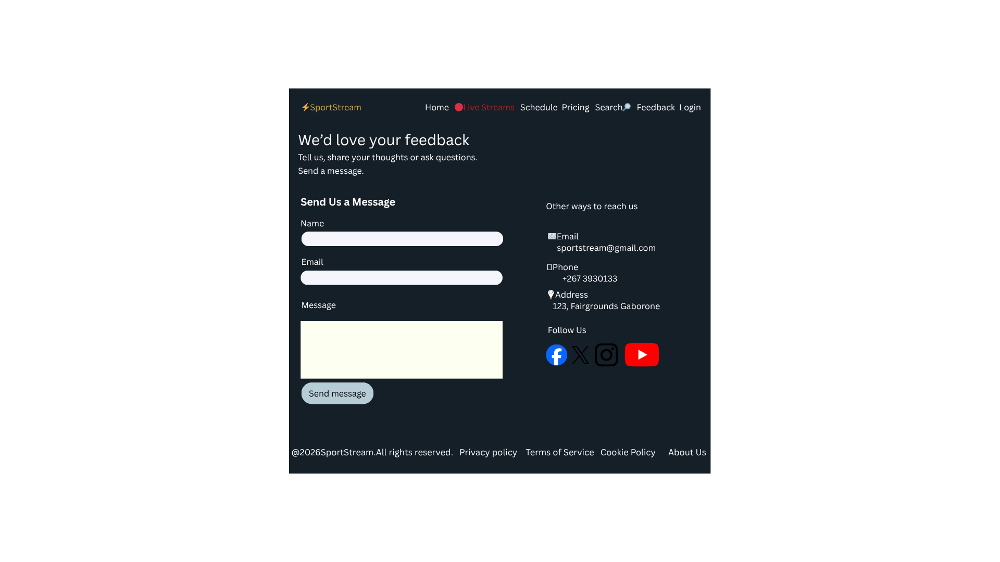 ⚡SportStream Home 🔴Live Streams Schedule Pricing Search🔎 Feedback Login
We’d love your feedback
Tell us, share your thoughts or ask questions.
Send a message.
Send Us a Message
Name
Email
Message
Send message
Other ways to reach us
Email
sportstream@gmail.com
Phone
+267 3930133
Address
123, Fairgrounds Gaborone
Follow Us
@2026SportStream.All rights reserved. Privacy policy Terms of Service Cookie Policy About Us